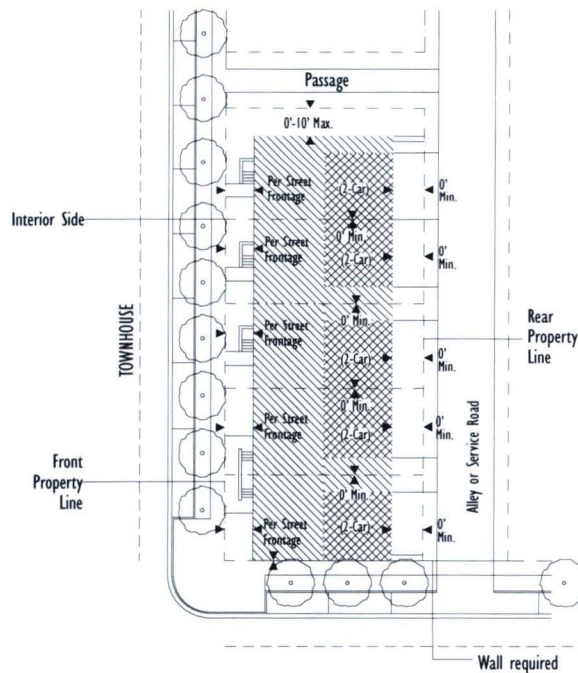 Passage
0'-10' Max.
Per Street
Frontage
(2-Car)
0'
Min.
Interior Side
0' Min.
Per Street
Frontage
(2-Car)
0'
Min.
0' Min.
Per Street
Frontage
(2-Car)
0'
Min.
Rear
Property
Line
TOWNHOUSE
0' Min.
Per Street
Frontage
(2-Car)
0'
Min.
Front
Property
Line
0' Min.
Alley or Service Road
Per Street
Frontage
(2-Car)
0'
Min.
Wall required